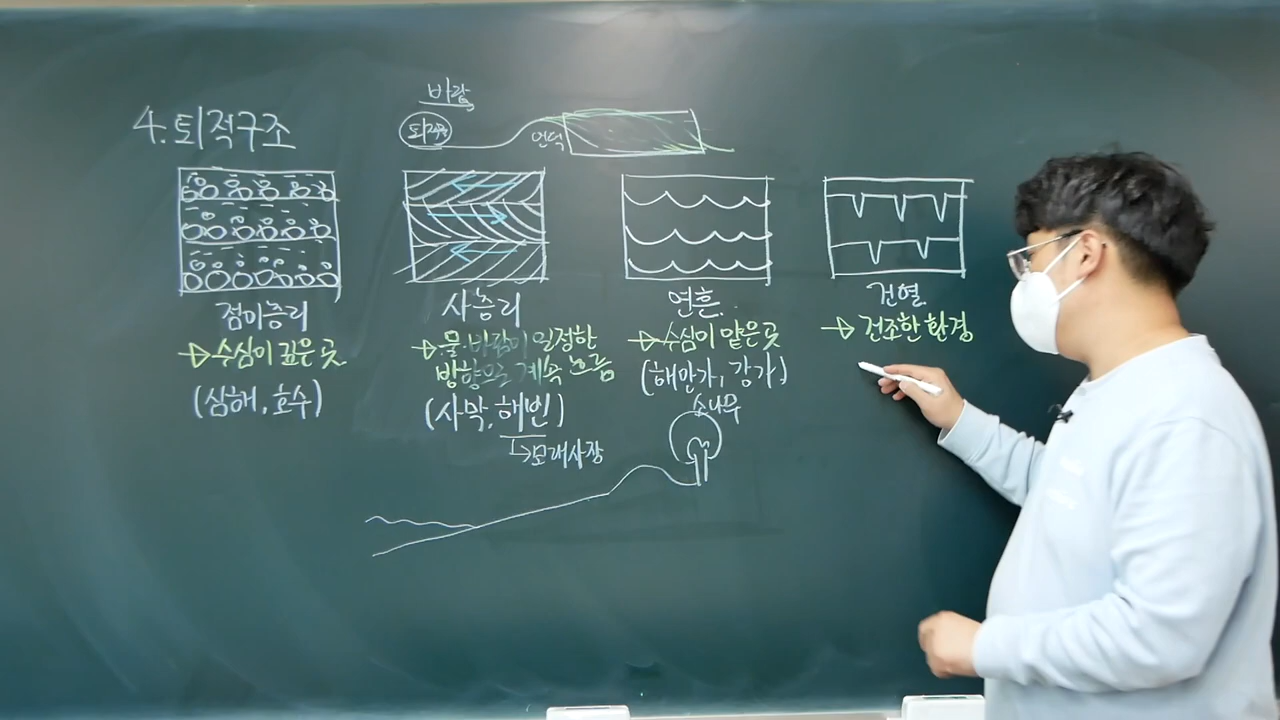 4. 퇴적구조
바람
퇴적물
언덕
점이층리
→ 수심이 깊은 곳
(심해, 호수)
사층리
→ 물·바람이 일정한
방향으로 계속 흐름
(사막, 해빈)
→ 모래사장
연흔
→ 수심이 얕은 곳
(해안가, 강가)
소나무
건열
→ 건조한 환경